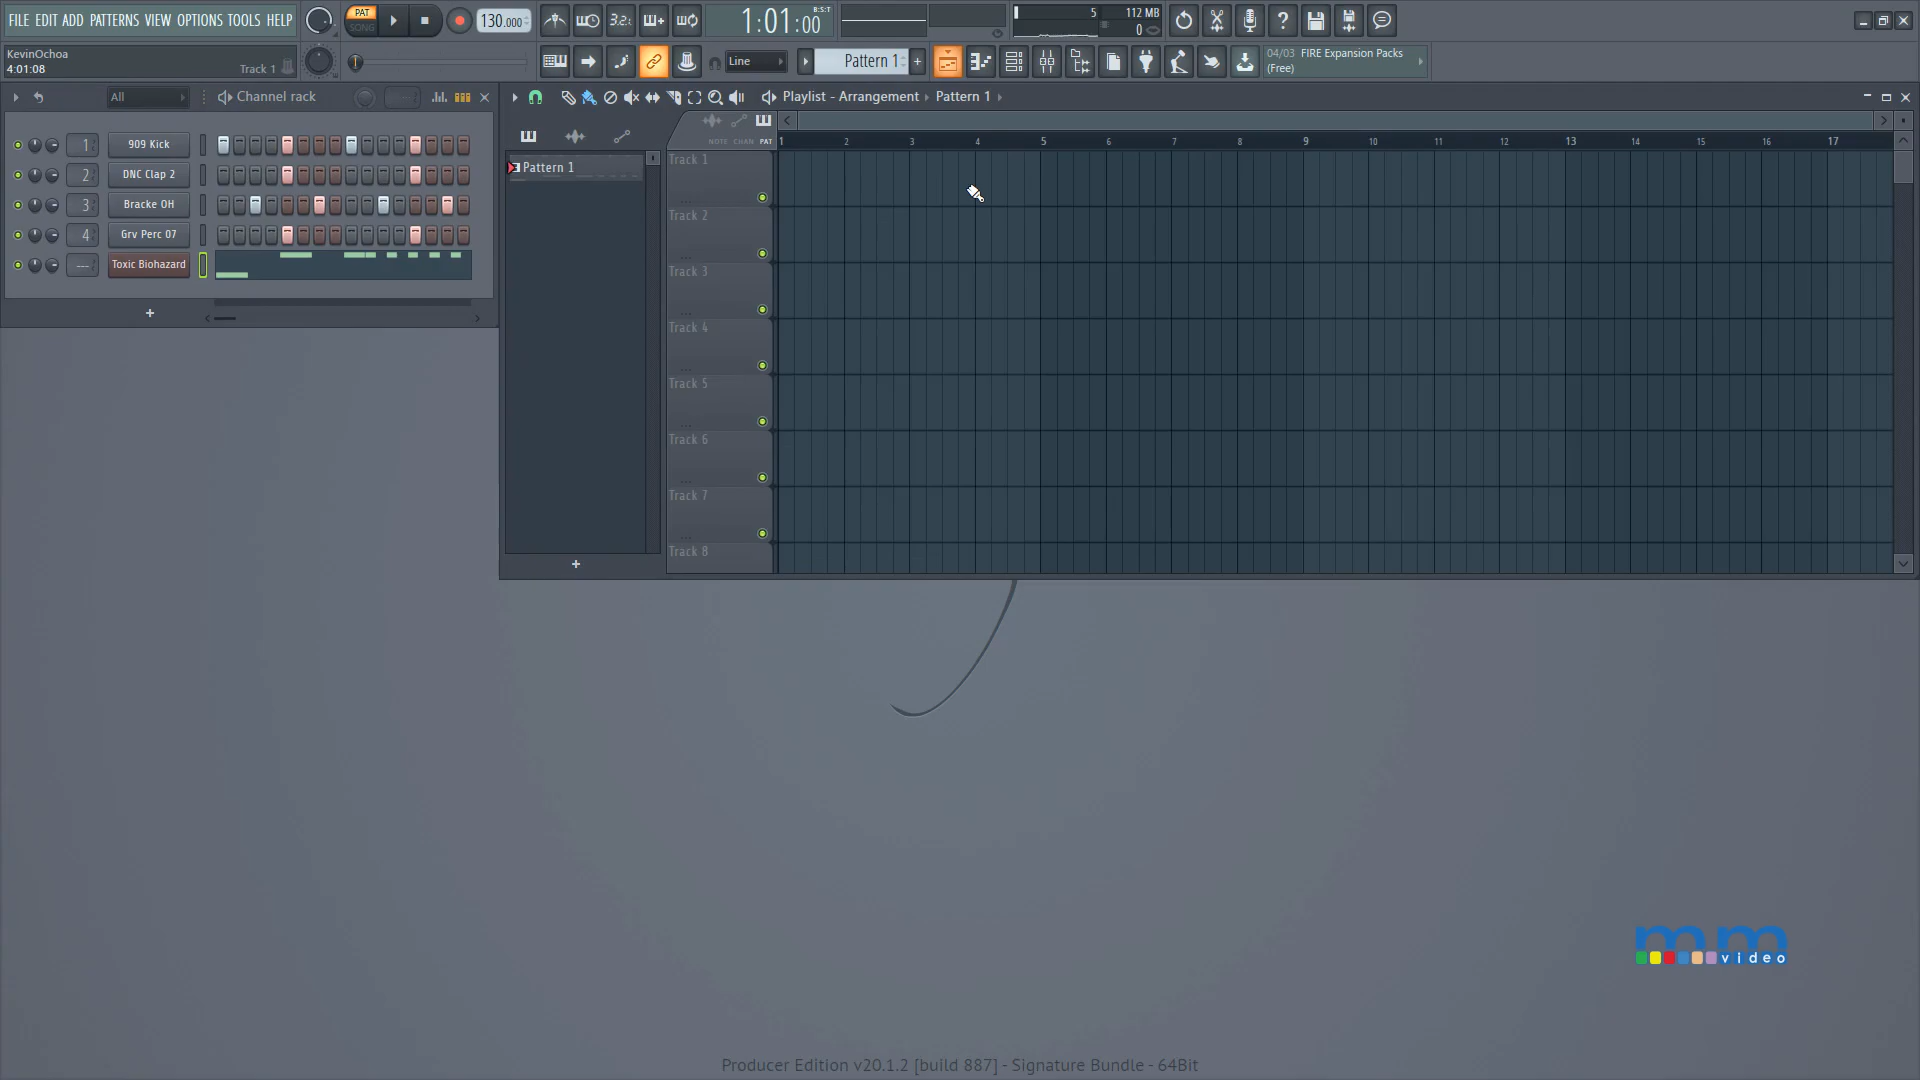 FILE EDIT ADD PATTERNS VIEW OPTIONS TOOLS HELP
PAT
SONG
130.000
3.2.
1:01:00
B:S:T
5
112 MB
0
KevinOchoa
4:01:08
Track 1
Line
Pattern 1
+
04/03 FIRE Expansion Packs
(Free)
All
Channel rack
Playlist - Arrangement
Pattern 1
NOTE CHAN PAT
1 2 3 4 5 6 7 8 9 10 11 12 13 14 15 16 17
1 909 Kick
2 DNC Clap 2
3 Bracke OH
4 Grv Perc 07
--- Toxic Biohazard
+
Pattern 1
+
Track 1
...
Track 2
...
Track 3
...
Track 4
...
Track 5
...
Track 6
...
Track 7
...
Track 8
mm
video
Producer Edition v20.1.2 [build 887] - Signature Bundle - 64Bit